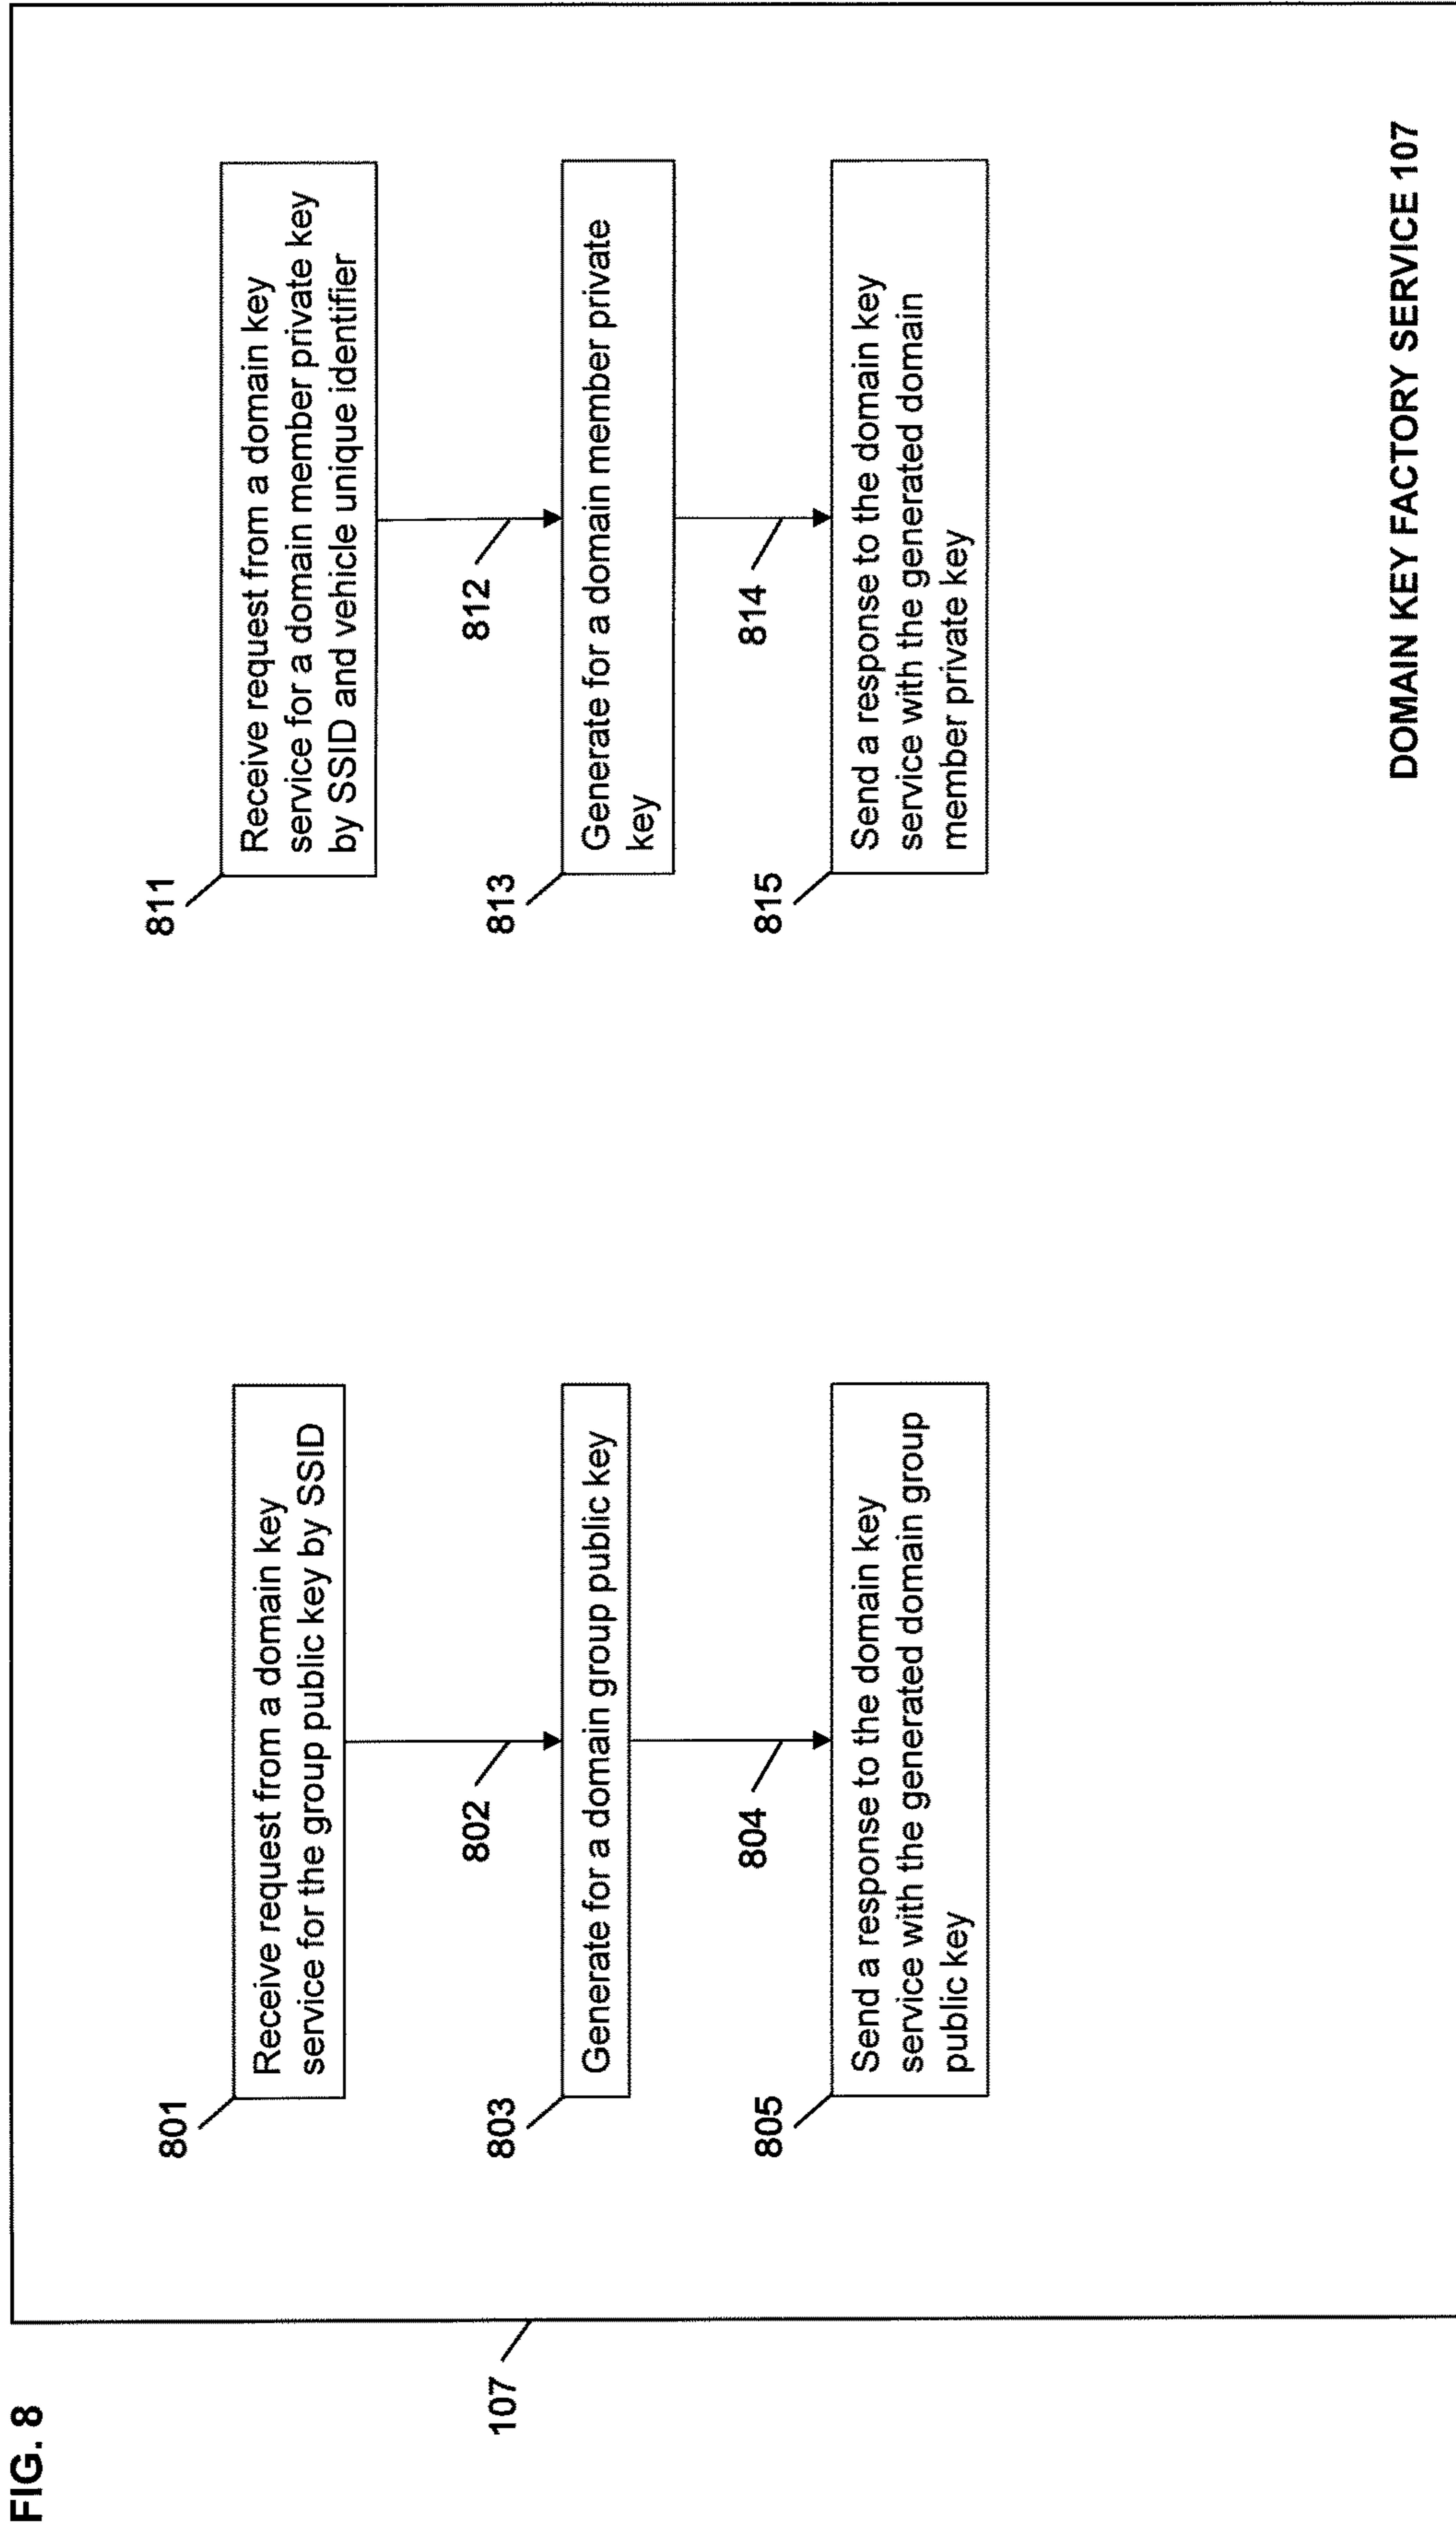 FIG. 8
107
801
Receive request from a domain key
service for the group public key by SSID
802
803
Generate for a domain group public key
804
805
Send a response to the domain key
service with the generated domain group
public key
811
Receive request from a domain key
service for a domain member private key
by SSID and vehicle unique identifier
812
813
Generate for a domain member private
key
814
815
Send a response to the domain key
service with the generated domain
member private key
DOMAIN KEY FACTORY SERVICE 107